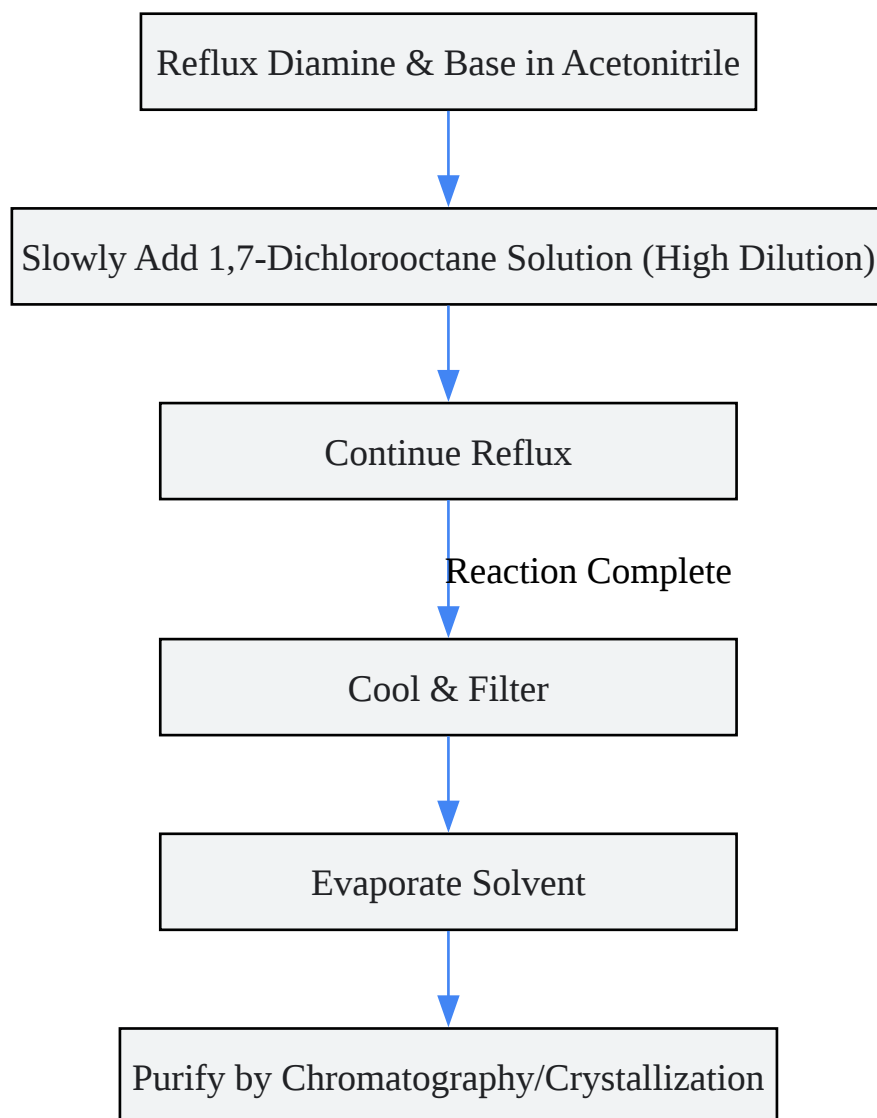 Reflux Diamine & Base in Acetonitrile
Slowly Add 1,7-Dichlorooctane Solution (High Dilution)
Continue Reflux
Reaction Complete
Cool & Filter
Evaporate Solvent
Purify by Chromatography/Crystallization